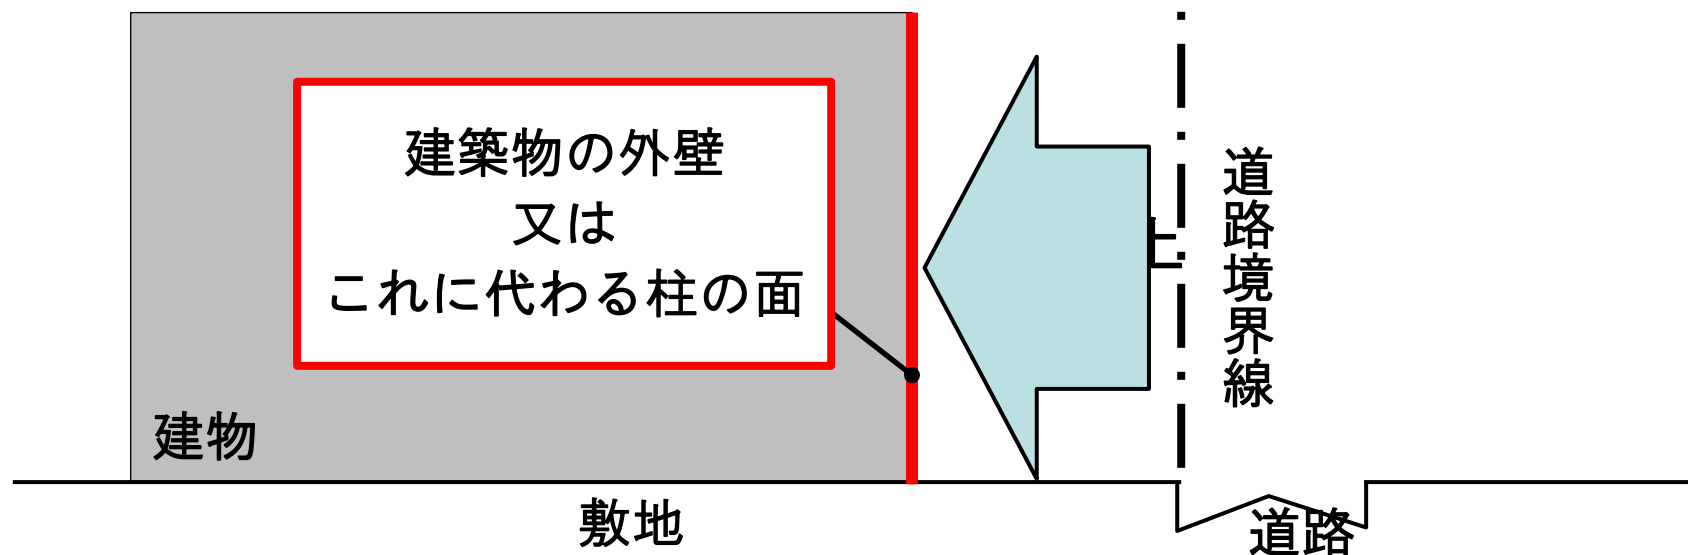 建築物の外壁
又は
これに代わる柱の面
道路境界線
建物
敷地
道路